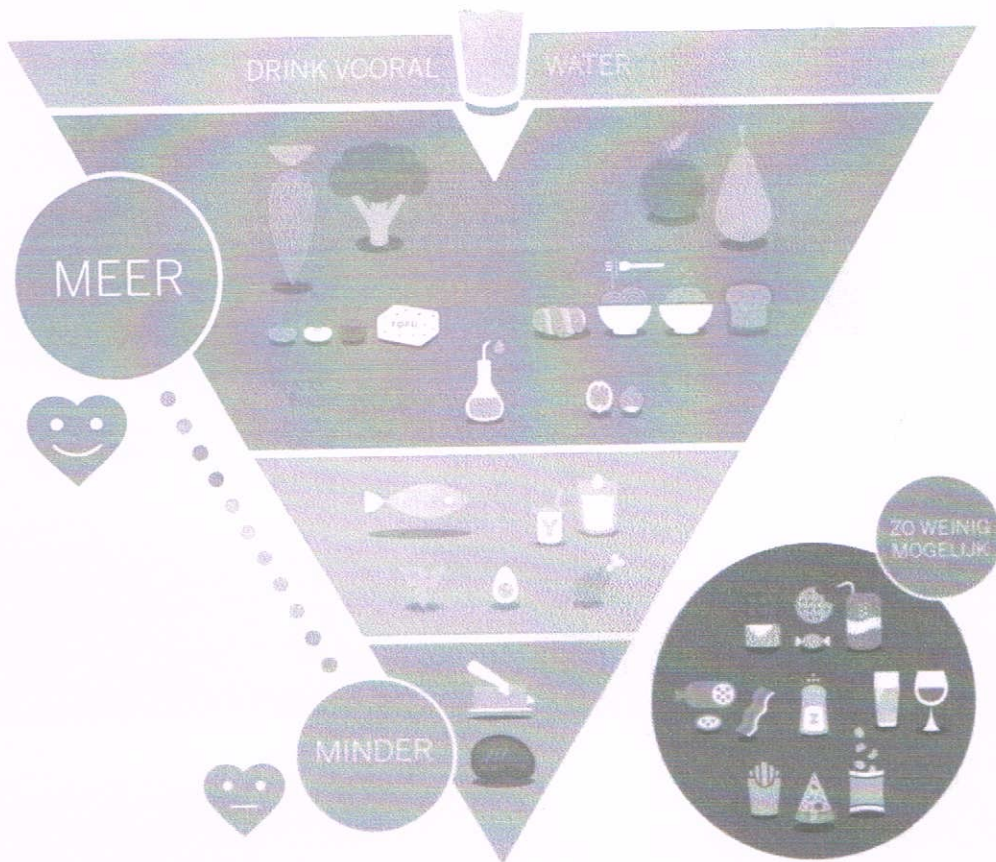 DRINK VOORAL WATER
MEER
TOFU
ZO WEINIG
MOGELIJK
MINDER